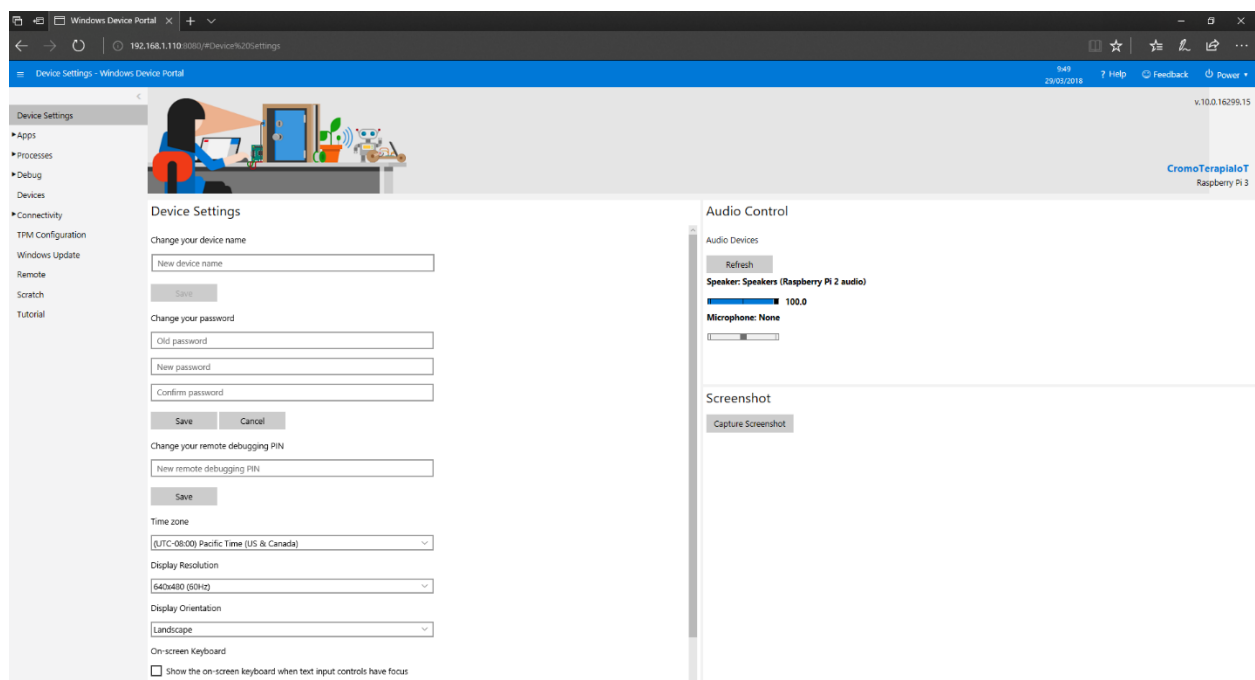 Windows Device Portal
192.168.1.110:8080/#Device%20Settings
Device Settings - Windows Device Portal
9:49
29/03/2018
? Help
Feedback
Power
v.10.0.16299.15
CromoTerapiaIoT
Raspberry Pi 3
Device Settings
Apps
Processes
Debug
Devices
Connectivity
TPM Configuration
Windows Update
Remote
Scratch
Tutorial
Device Settings
Change your device name
New device name
Save
Change your password
Old password
New password
Confirm password
Save Cancel
Change your remote debugging PIN
New remote debugging PIN
Save
Time zone
(UTC-08:00) Pacific Time (US & Canada)
Display Resolution
640x480 (60Hz)
Display Orientation
Landscape
On-screen Keyboard
Show the on-screen keyboard when text input controls have focus
Audio Control
Audio Devices
Refresh
Speaker: Speakers (Raspberry Pi 2 audio)
100.0
Microphone: None
Screenshot
Capture Screenshot